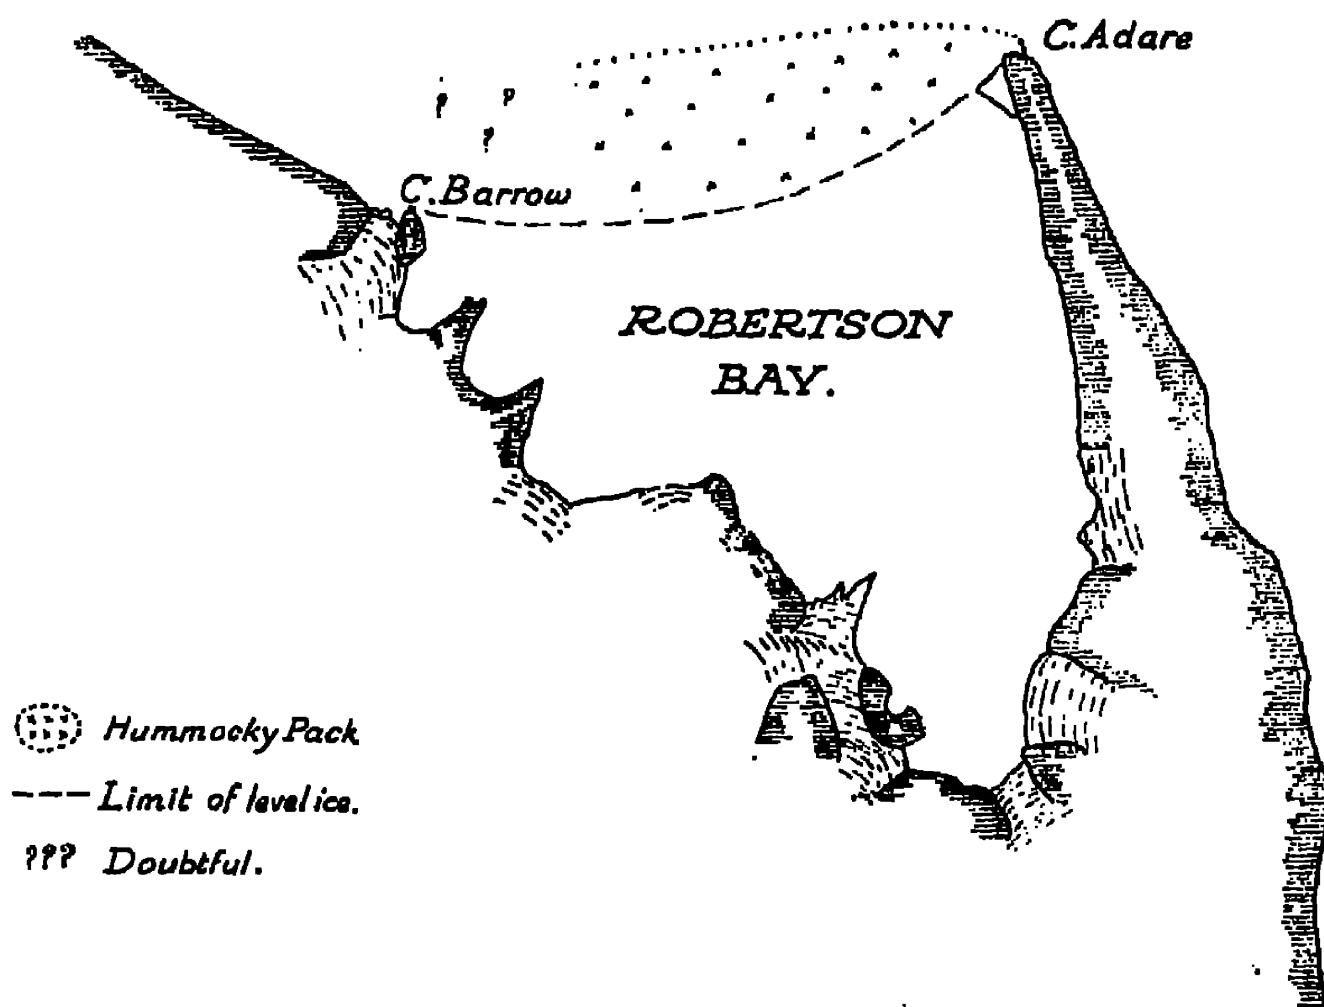 C. Adare
? ?
?
C. Barrow
ROBERTSON
BAY.
Hummocky Pack
Limit of level ice.
??? Doubtful.